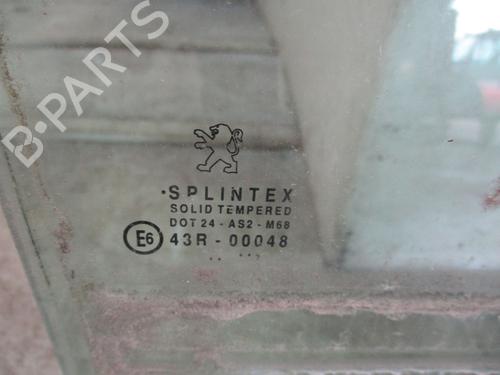 B-PARTS
SPLINTEX
SOLID TEMPERED
DOT 24 - AS2 - M68
E6 43R - 00048